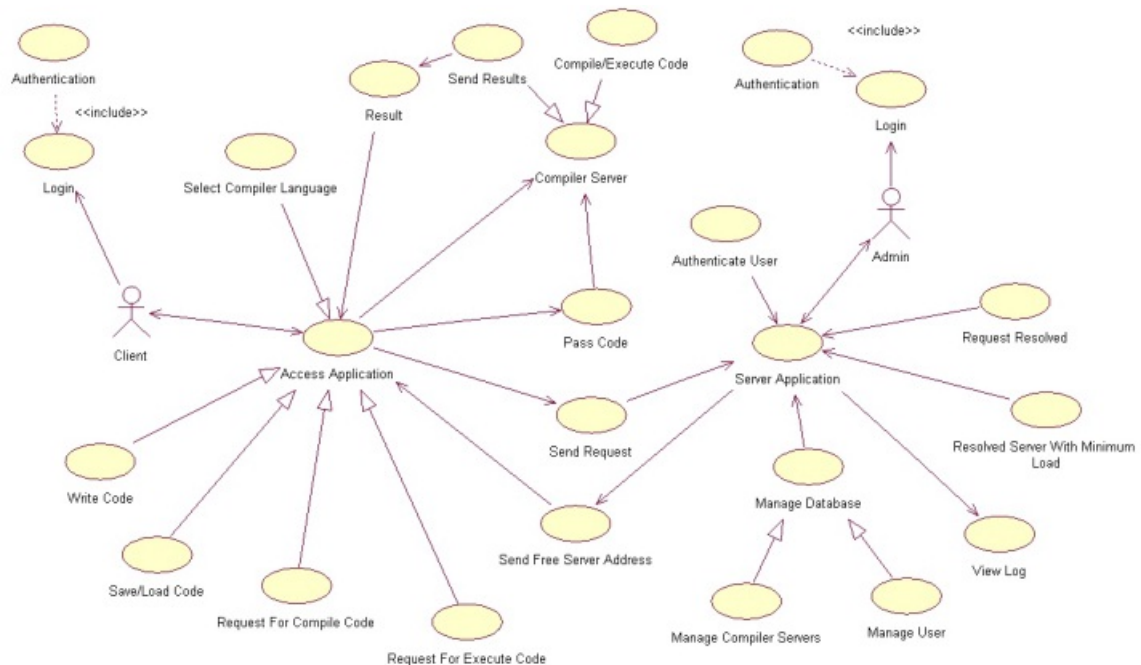 Authentication
<<include>>
Login
Client
Select Compiler Language
Result
Send Results
Compile/Execute Code
Compiler Server
Authentication
<<include>>
Login
Admin
Authenticate User
Access Application
Pass Code
Server Application
Request Resolved
Send Request
Resolved Server With Minimum
Load
Write Code
Save/Load Code
Request For Compile Code
Request For Execute Code
Send Free Server Address
Manage Database
View Log
Manage Compiler Servers
Manage User